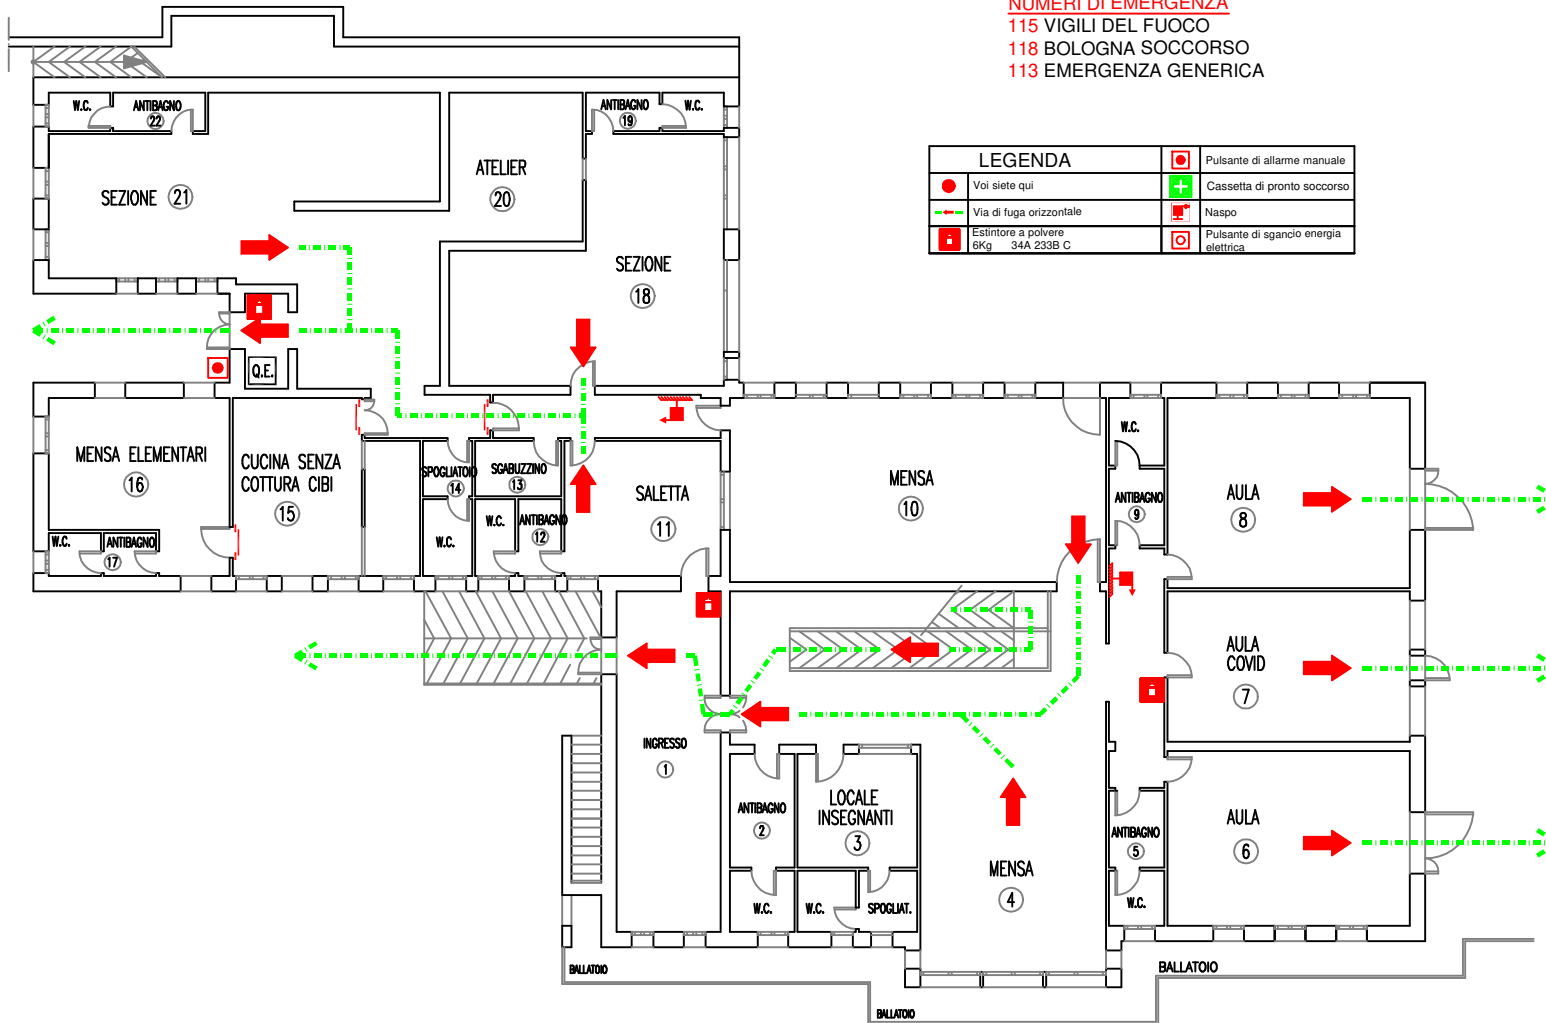 NUMERI DI EMERGENZA
115 VIGILI DEL FUOCO
118 BOLOGNA SOCCORSO
113 EMERGENZA GENERICA
LEGENDA
Voi siete qui
Via di fuga orizzontale
Estintore a polvere
6Kg 34A 233B C
Pulsante di allarme manuale
Cassetta di pronto soccorso
Naspo
Pulsante di sgancio energia
elettrica
W.C.
ANTIBAGNO
22
SEZIONE 21
ATELIER
20
ANTIBAGNO
19
W.C.
SEZIONE
18
Q.E.
MENSA ELEMENTARI
16
W.C.
ANTIBAGNO
17
CUCINA SENZA
COTTURA CIBI
15
SPOGLIATOIO
14
W.C.
SGABUZZINO
13
W.C.
ANTIBAGNO
12
SALETTA
11
MENSA
10
W.C.
ANTIBAGNO
9
AULA
8
AULA
COVID
7
AULA
6
INGRESSO
1
ANTIBAGNO
2
W.C.
LOCALE
INSEGNANTI
3
W.C.
SPOGLIAT.
MENSA
4
ANTIBAGNO
5
W.C.
BALLATOIO
BALLATOIO
BALLATOIO